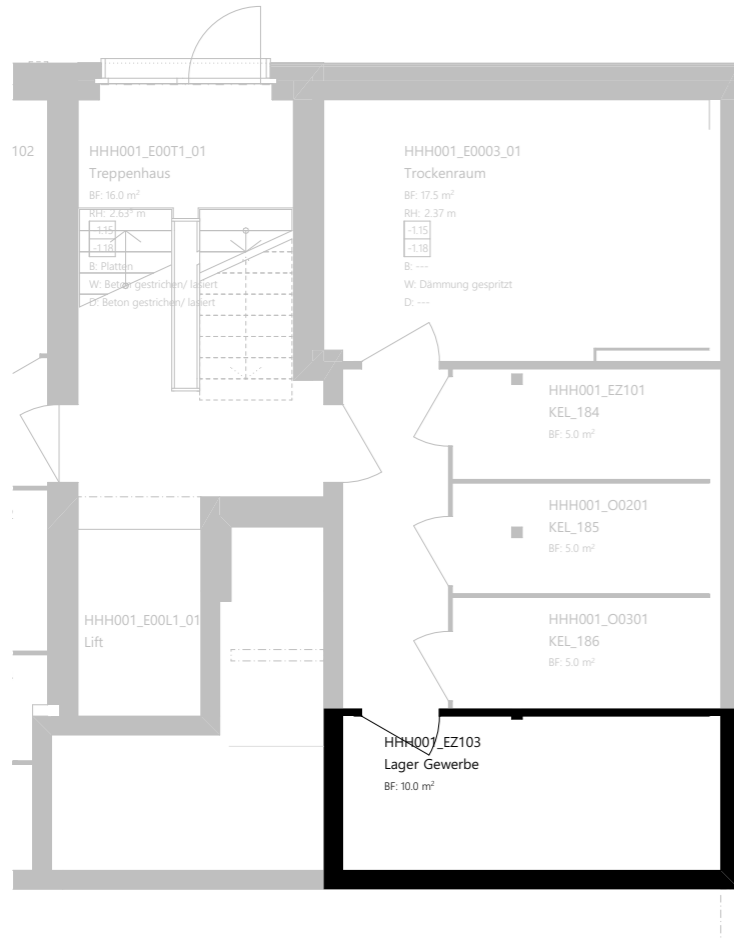 102
HHH001_E00T1_01
Treppenhaus
BF: 16.0 m²
RH: 2.63⁵ m
-1.15
-1.18
B: Platten
W: Beton gestrichen/ lasiert
D: Beton gestrichen/ lasiert
HHH001_E0003_01
Trockenraum
BF: 17.5 m²
RH: 2.37 m
-1.15
-1.18
B: ---
W: Dämmung gespritzt
D: ---
HHH001_EZ101
KEL_184
BF: 5.0 m²
HHH001_O0201
KEL_185
BF: 5.0 m²
HHH001_E00L1_01
Lift
HHH001_O0301
KEL_186
BF: 5.0 m²
HHH001_EZ103
Lager Gewerbe
BF: 10.0 m²